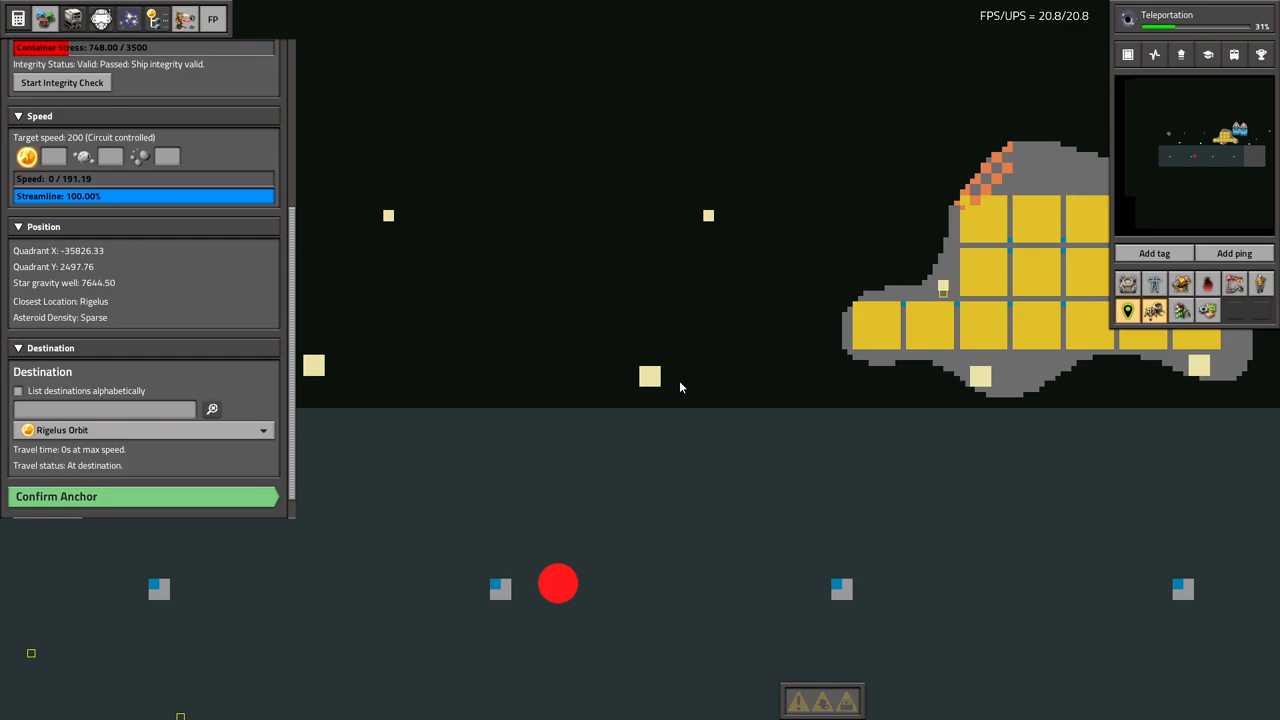 FP
FPS/UPS = 20.8/20.8
Teleportation
31%
Container Stress: 748.00 / 3500
Integrity Status: Valid: Passed: Ship integrity valid.
Start Integrity Check
Speed
Target speed: 200 (Circuit controlled)
Speed: 0 / 191.19
Streamline: 100.00%
Position
Quadrant X: -35826.33
Quadrant Y: 2497.76
Star gravity well: 7644.50
Closest Location: Rigelus
Asteroid Density: Sparse
Destination
Destination
List destinations alphabetically
Rigelus Orbit
Travel time: 0s at max speed.
Travel status: At destination.
Confirm Anchor
Add tag
Add ping